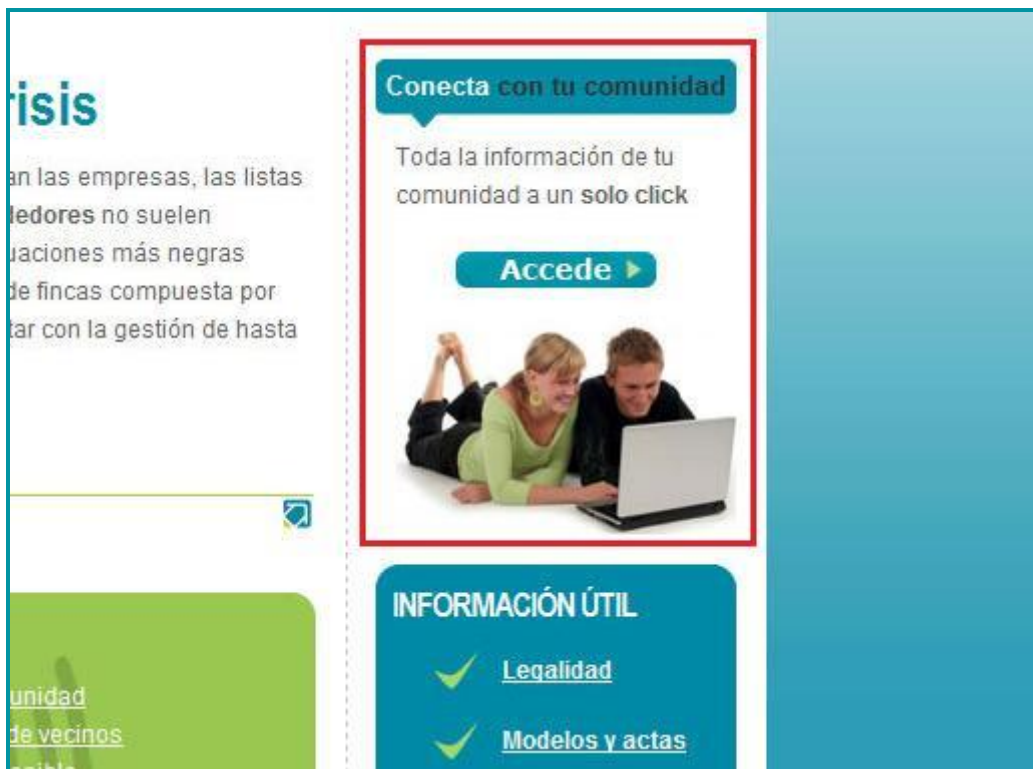 risis
an las empresas, las listas
dedores no suelen
uaciones más negras
de fincas compuesta por
tar con la gestión de hasta
unidad
de vecinos
Conecta con tu comunidad
Toda la información de tu
comunidad a un solo click
Accede
INFORMACIÓN ÚTIL
Legalidad
Modelos y actas